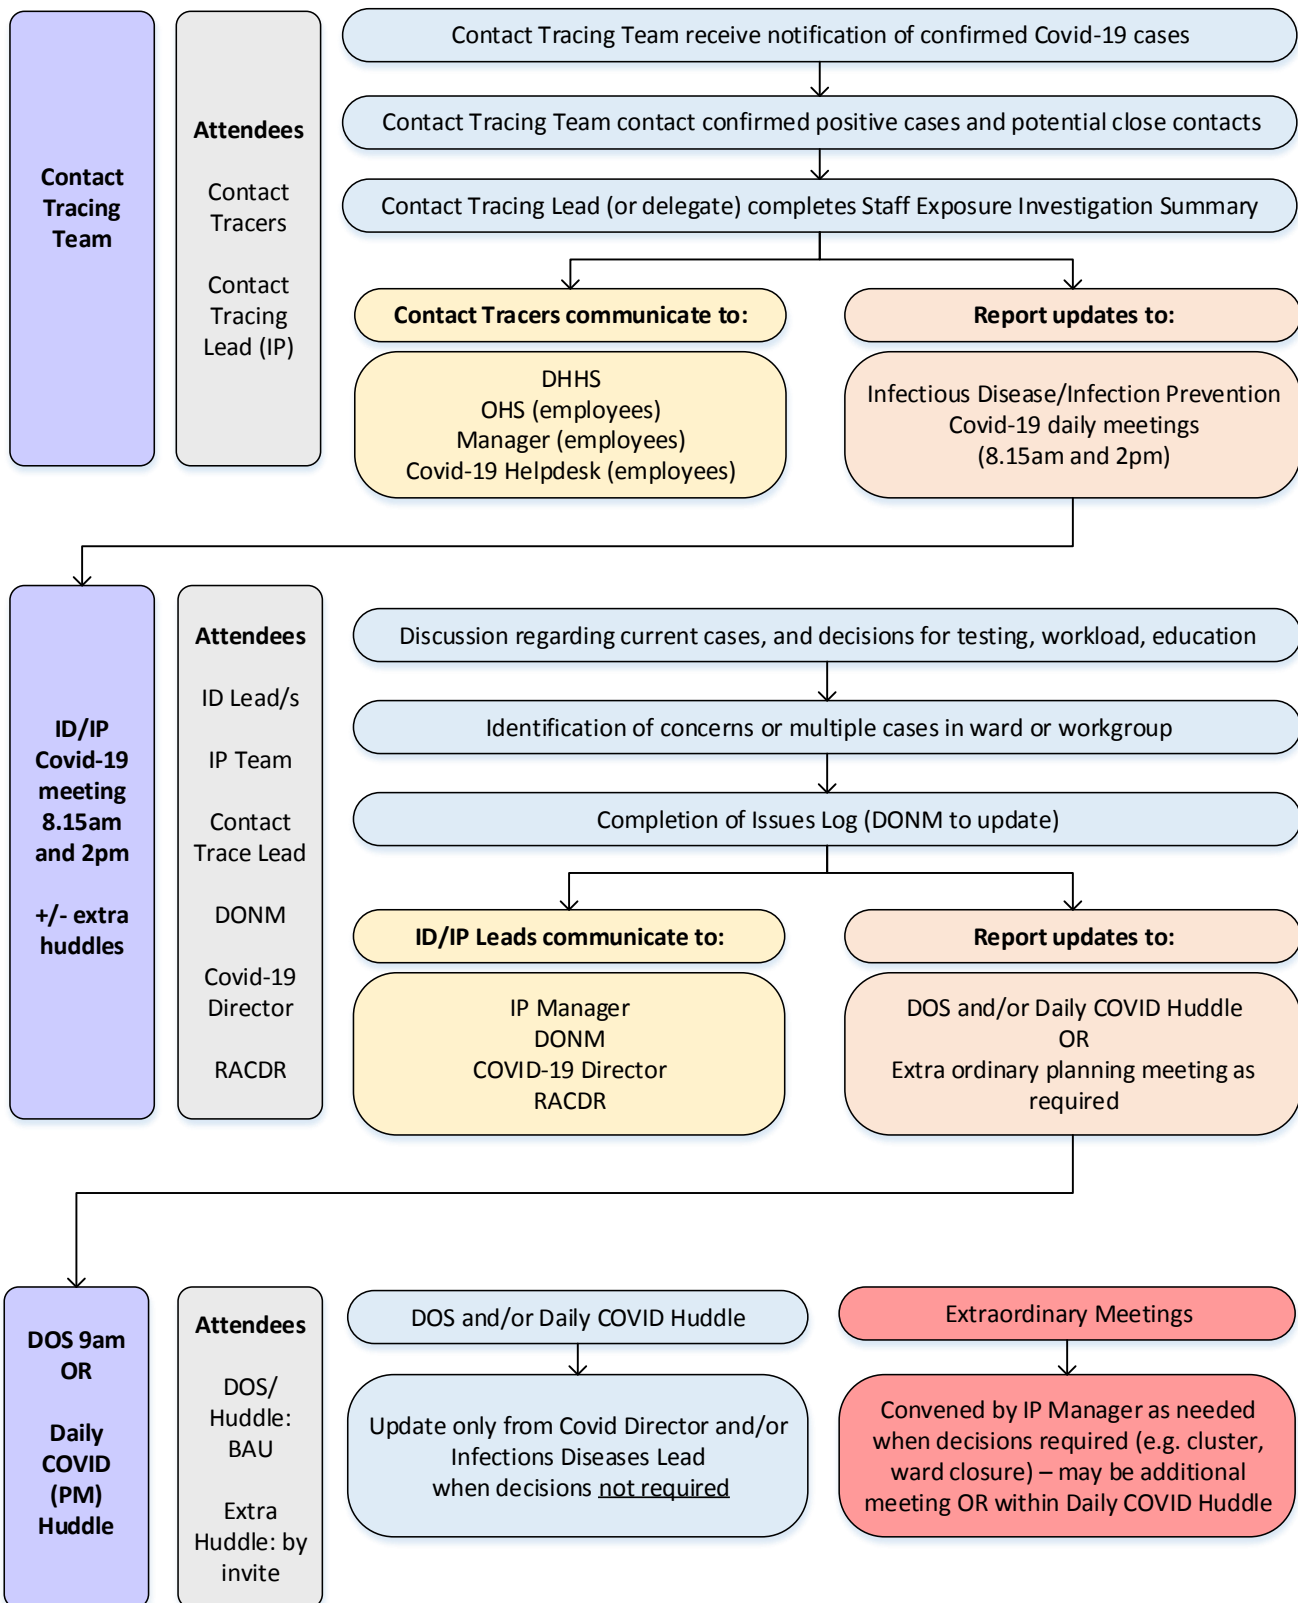 Contact
Tracing
Team
Attendees
Contact
Tracers
Contact
Tracing
Lead (IP)
Contact Tracing Team receive notification of confirmed Covid-19 cases
Contact Tracing Team contact confirmed positive cases and potential close contacts
Contact Tracing Lead (or delegate) completes Staff Exposure Investigation Summary
Contact Tracers communicate to:
DHHS
OHS (employees)
Manager (employees)
Covid-19 Helpdesk (employees)
Report updates to:
Infectious Disease/Infection Prevention
Covid-19 daily meetings
(8.15am and 2pm)
ID/IP
Covid-19
meeting
8.15am
and 2pm
+/- extra
huddles
Attendees
ID Lead/s
IP Team
Contact
Trace Lead
DONM
Covid-19
Director
RACDR
Discussion regarding current cases, and decisions for testing, workload, education
Identification of concerns or multiple cases in ward or workgroup
Completion of Issues Log (DONM to update)
ID/IP Leads communicate to:
IP Manager
DONM
COVID-19 Director
RACDR
Report updates to:
DOS and/or Daily COVID Huddle
OR
Extra ordinary planning meeting as
required
DOS 9am
OR
Daily
COVID
(PM)
Huddle
Attendees
DOS/
Huddle:
BAU
Extra
Huddle: by
invite
DOS and/or Daily COVID Huddle
Update only from Covid Director and/or
Infections Diseases Lead
when decisions not required
Extraordinary Meetings
Convened by IP Manager as needed
when decisions required (e.g. cluster,
ward closure) – may be additional
meeting OR within Daily COVID Huddle